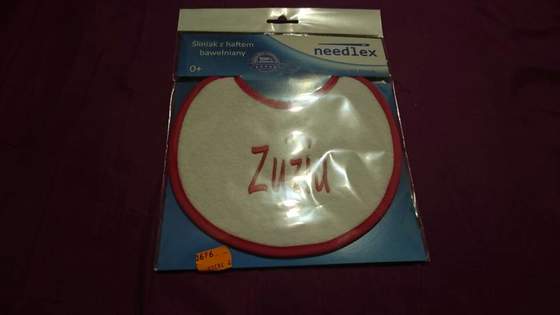 Śliniak z haftem
bawełniany
needlex
0+
Zuzia